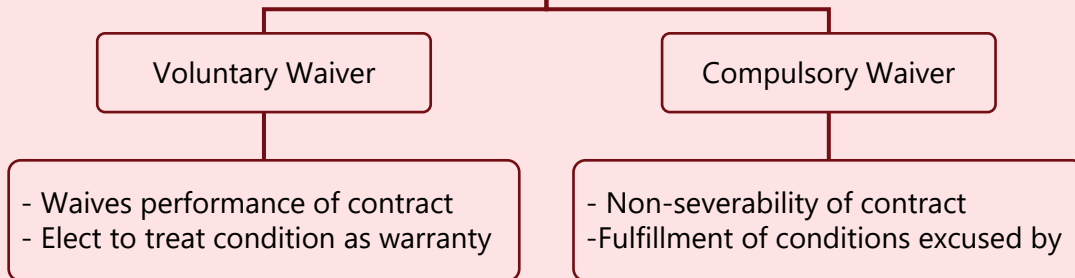 Voluntary Waiver
Compulsory Waiver
- Waives performance of contract
- Elect to treat condition as warranty
- Non-severability of contract
-Fulfillment of conditions excused by